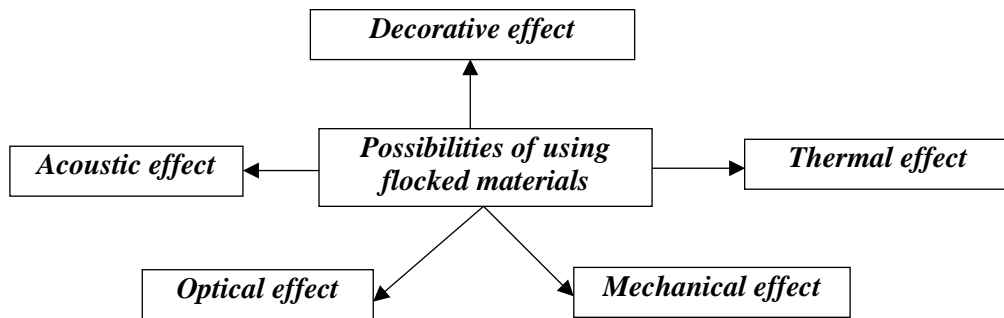 Decorative effect
Possibilities of using
flocked materials
Acoustic effect
Thermal effect
Optical effect
Mechanical effect